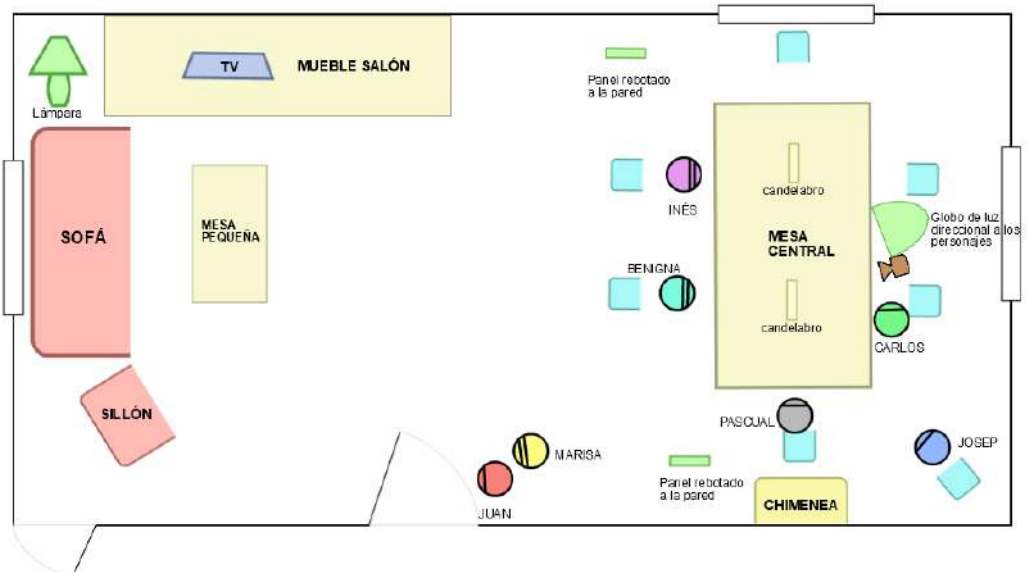 TV
MUEBLE SALÓN
Lámpara
Panel rebotado
a la pared
SOFÁ
MESA
PEQUEÑA
INÉS
candelabro
Globo de luz
direccional a los
personajes
MESA
CENTRAL
BENIGNA
candelabro
CARLOS
SILLÓN
PASCUAL
MARISA
JOSEP
JUAN
Panel rebotado
a la pared
CHIMENEA